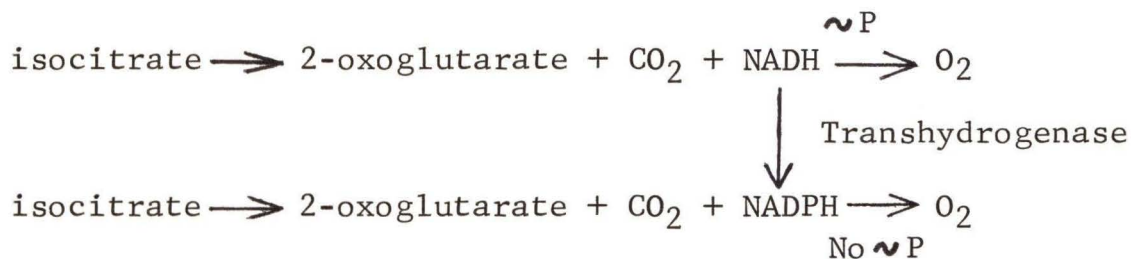 ~P
isocitrate → 2-oxoglutarate + CO₂ + NADH → O₂
Transhydrogenase
isocitrate → 2-oxoglutarate + CO₂ + NADPH → O₂
No ~ P